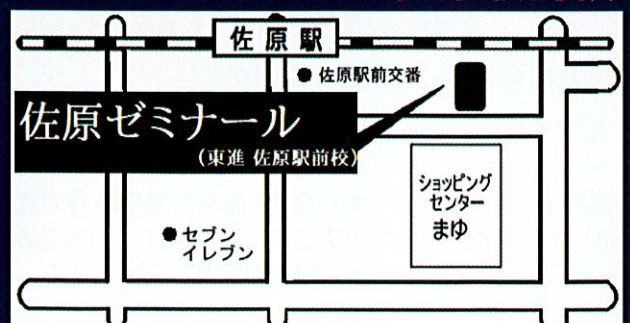 佐原駅
佐原駅前交番
佐原ゼミナール
(東進 佐原駅前校)
ショッピング
センター
まゆ
セブン
イレブン